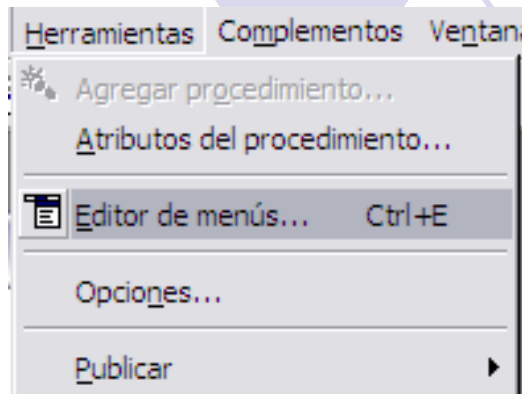 Herramientas Complementos Ventana
Agregar procedimiento...
Atributos del procedimiento...
Editor de menús... Ctrl+E
Opciones...
Publicar